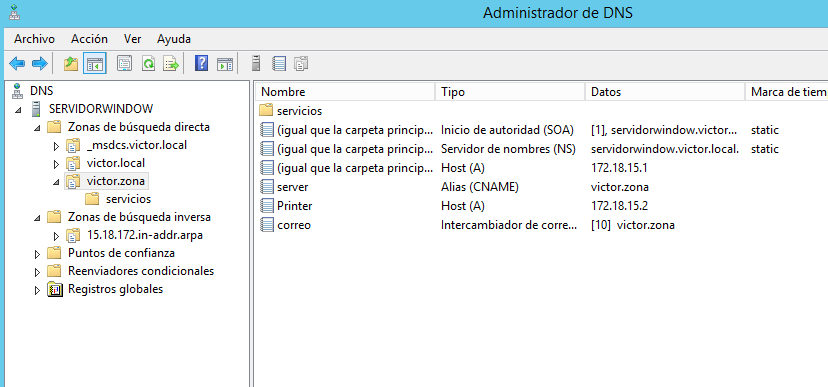 Administrador de DNS
Archivo Acción Ver Ayuda
DNS
SERVIDORWINDOW
Zonas de búsqueda directa
_msdcs.victor.local
victor.local
victor.zona
servicios
Zonas de búsqueda inversa
15.18.172.in-addr.arpa
Puntos de confianza
Reenviadores condicionales
Registros globales
Nombre Tipo Datos Marca de tiem
servicios
(igual que la carpeta princip... Inicio de autoridad (SOA) [1], servidorwindow.victor... static
(igual que la carpeta princip... Servidor de nombres (NS) servidorwindow.victor.local. static
(igual que la carpeta princip... Host (A) 172.18.15.1
server Alias (CNAME) victor.zona
Printer Host (A) 172.18.15.2
correo Intercambiador de corre... [10] victor.zona